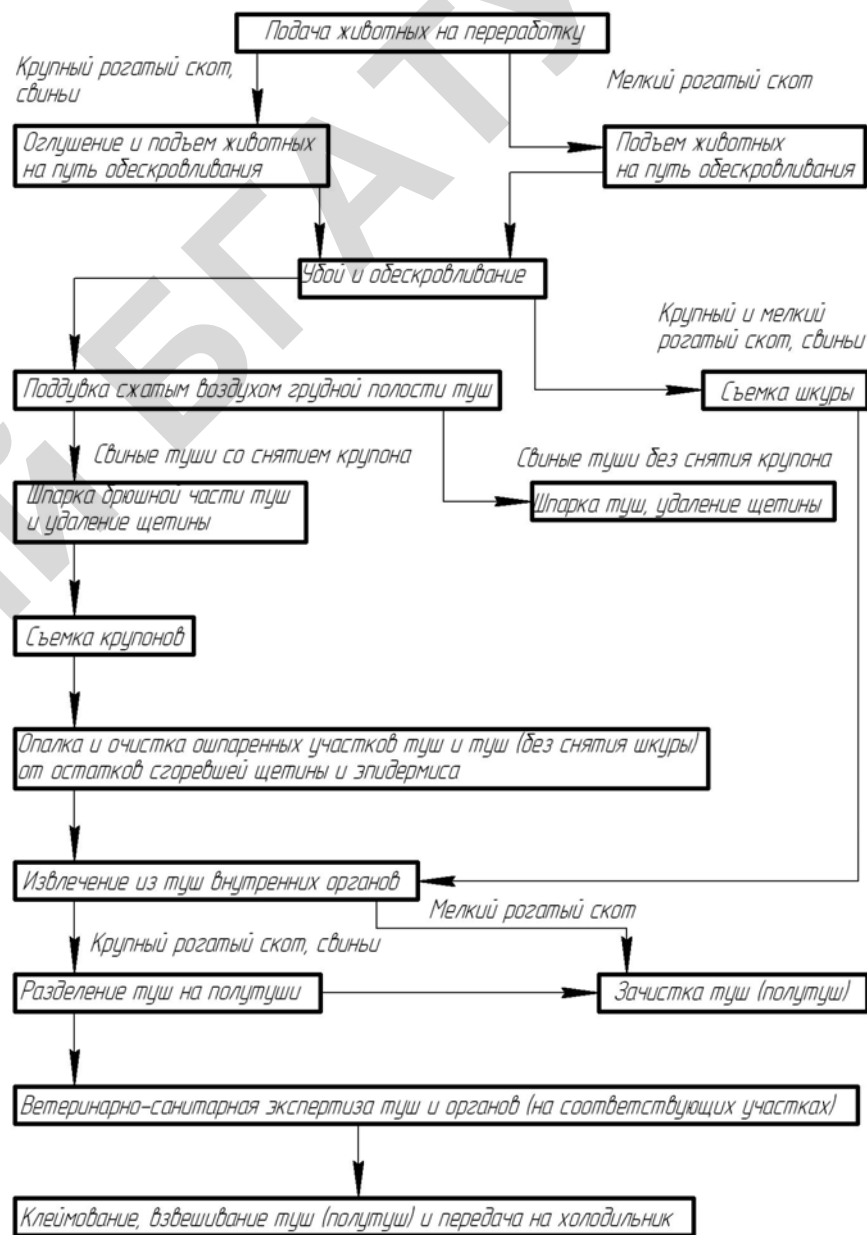 Подача животных на переработку
Крупный рогатый скот,
свиньи
Мелкий рогатый скот
Оглушение и подъем животных
на путь обескровливания
Подъем животных
на путь обескровливания
Убой и обескровливание
Крупный и мелкий
рогатый скот, свиньи
Поддувка сжатым воздухом грудной полости туш
Съемка шкуры
Свиные туши со снятием крупона
Свиные туши без снятия крупона
Шпарка брюшной части туш
и удаление щетины
Шпарка туш, удаление щетины
Съемка крупонов
Опалка и очистка ошпаренных участков туш и туш (без снятия шкуры)
от остатков сгоревшей щетины и эпидермиса
Извлечение из туш внутренних органов
Мелкий рогатый скот
Крупный рогатый скот, свиньи
Разделение туш на полутуши
Зачистка туш (полутуш)
Ветеринарно-санитарная экспертиза туш и органов (на соответствующих участках)
Клеймование, взвешивание туш (полутуш) и передача на холодильник
ИЙ БГАТУ